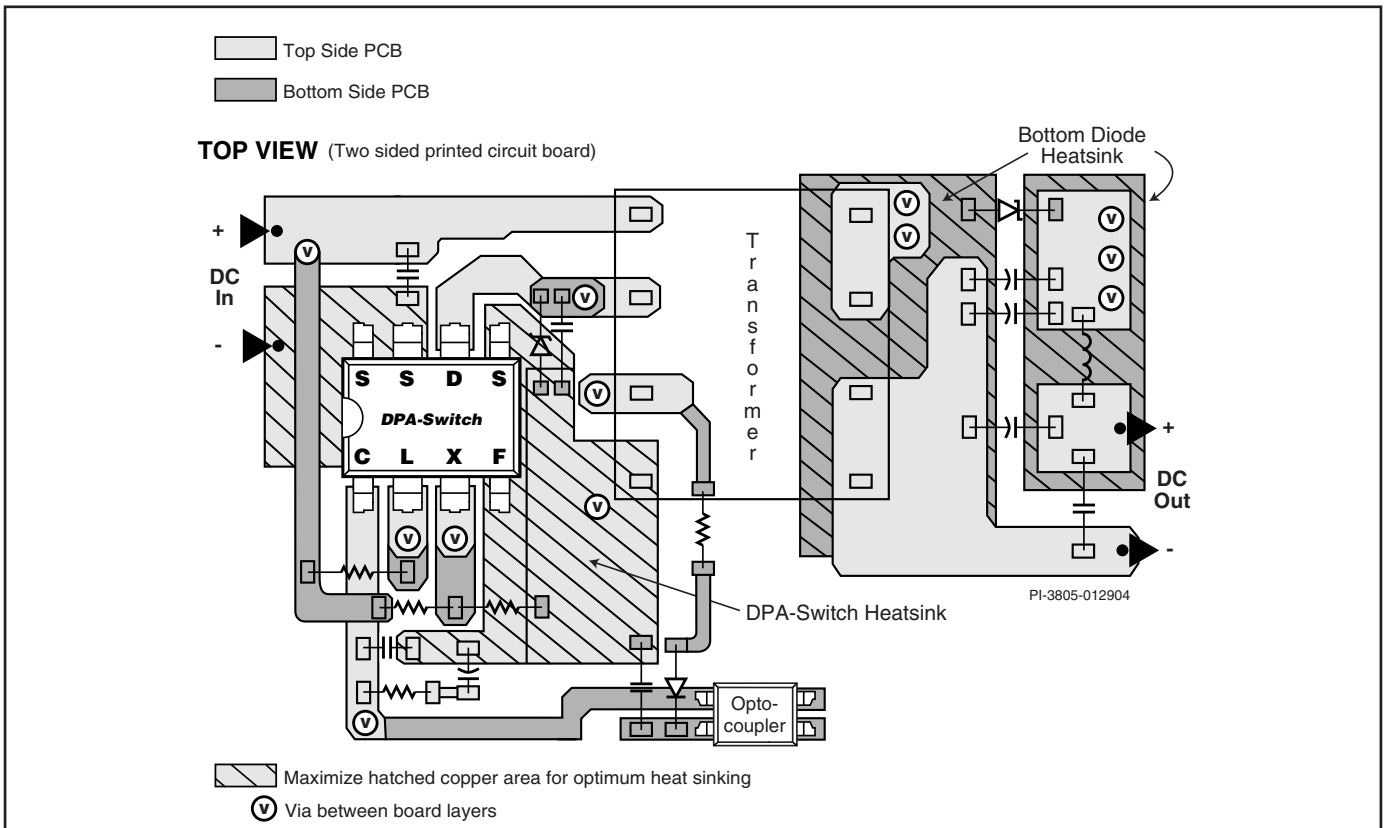 Top Side PCB
Bottom Side PCB
TOP VIEW (Two sided printed circuit board)
Bottom Diode
Heatsink
+
DC
In
-
V
V
V
V
V
V
V
V
V
V
V
V
V
S S D S
DPA-Switch
C L X F
Transformer
+
DC
Out
-
PI-3805-012904
DPA-Switch Heatsink
Opto-
coupler
Maximize hatched copper area for optimum heat sinking
V Via between board layers